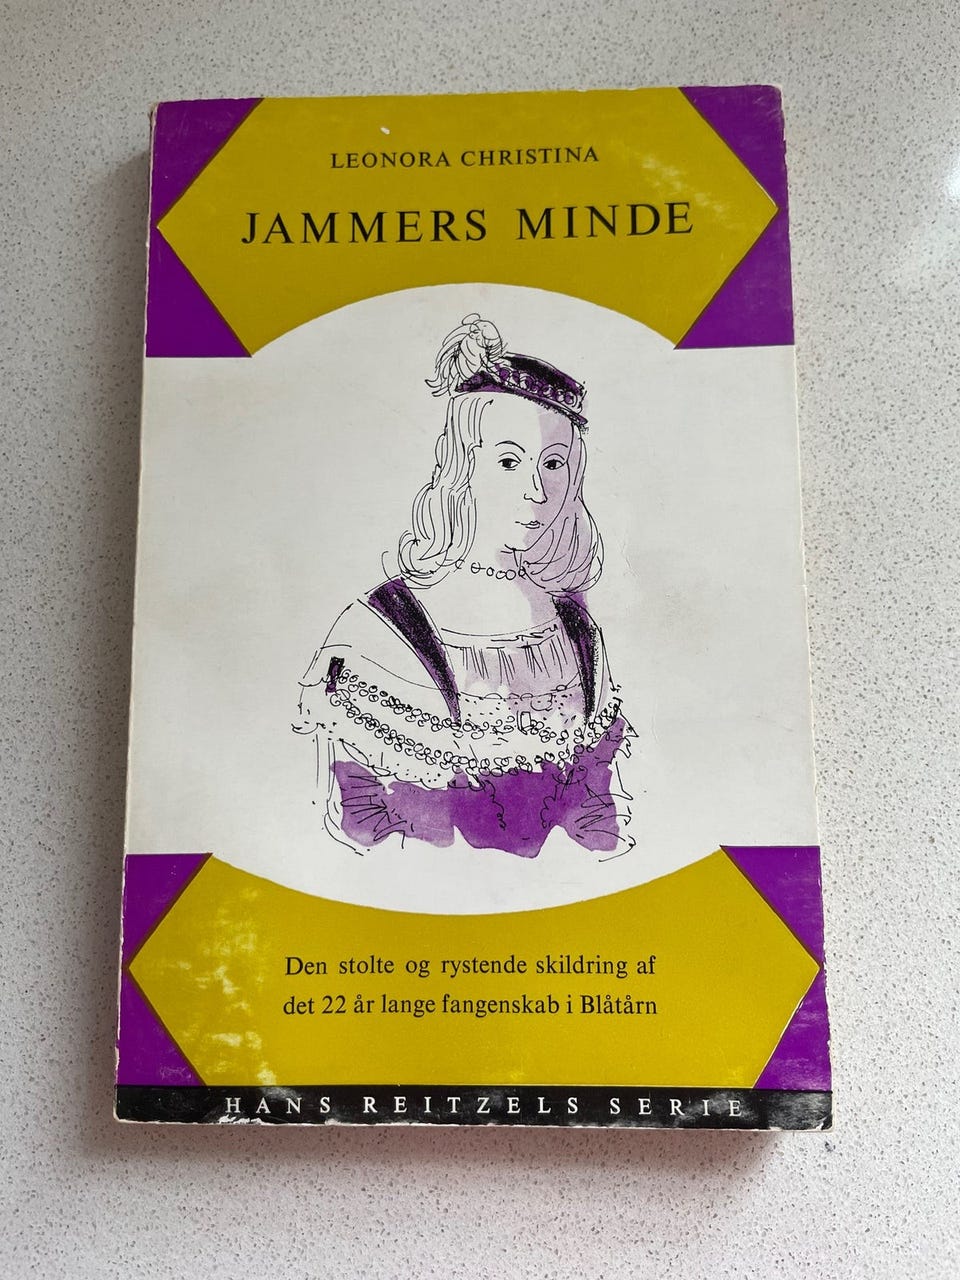 LEONORA CHRISTINA
JAMMERS MINDE
Den stolte og rystende skildring af
det 22 år lange fangenskab i Blåtårn
HANS REITZELS SERIE